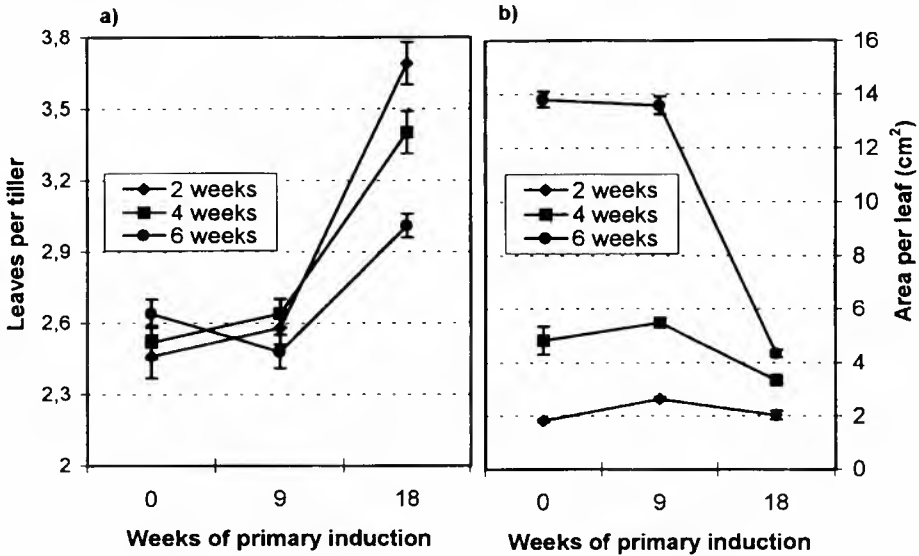 a)
Leaves per tiller
3,8
3,5
3,2
2,9
2,6
2,3
2
2 weeks
4 weeks
6 weeks
0 9 18
Weeks of primary induction
b)
2 weeks
4 weeks
6 weeks
16
14
12
10
8
6
4
2
0
Area per leaf (cm²)
0 9 18
Weeks of primary induction